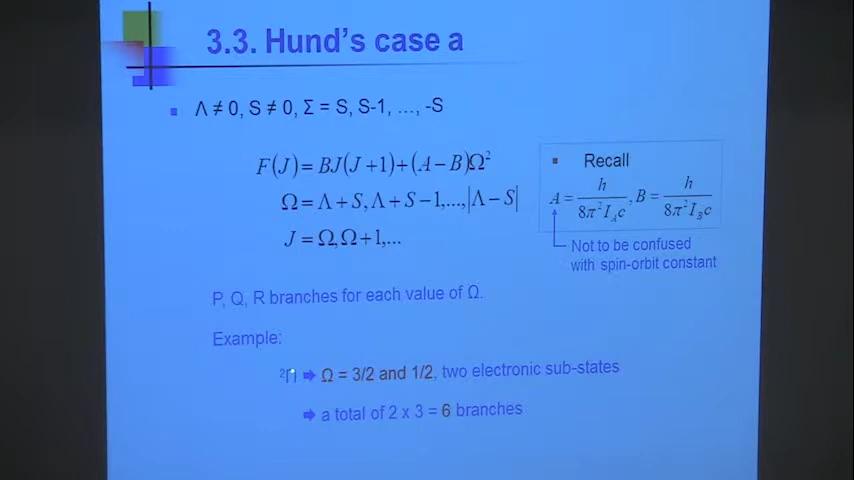 3.3. Hund's case a
Λ ≠ 0, S ≠ 0, Σ = S, S-1, ..., -S
F(J) = BJ(J+1)+(A−B)Ω²
Ω = Λ+S, Λ+S−1,...,|Λ−S|
J = Ω,Ω+1,...
Recall
A = h / 8π²I_Ac , B = h / 8π²I_Bc
Not to be confused
with spin-orbit constant
P, Q, R branches for each value of Ω.
Example:
²Π ⇒ Ω = 3/2 and 1/2, two electronic sub-states
⇒ a total of 2 x 3 = 6 branches